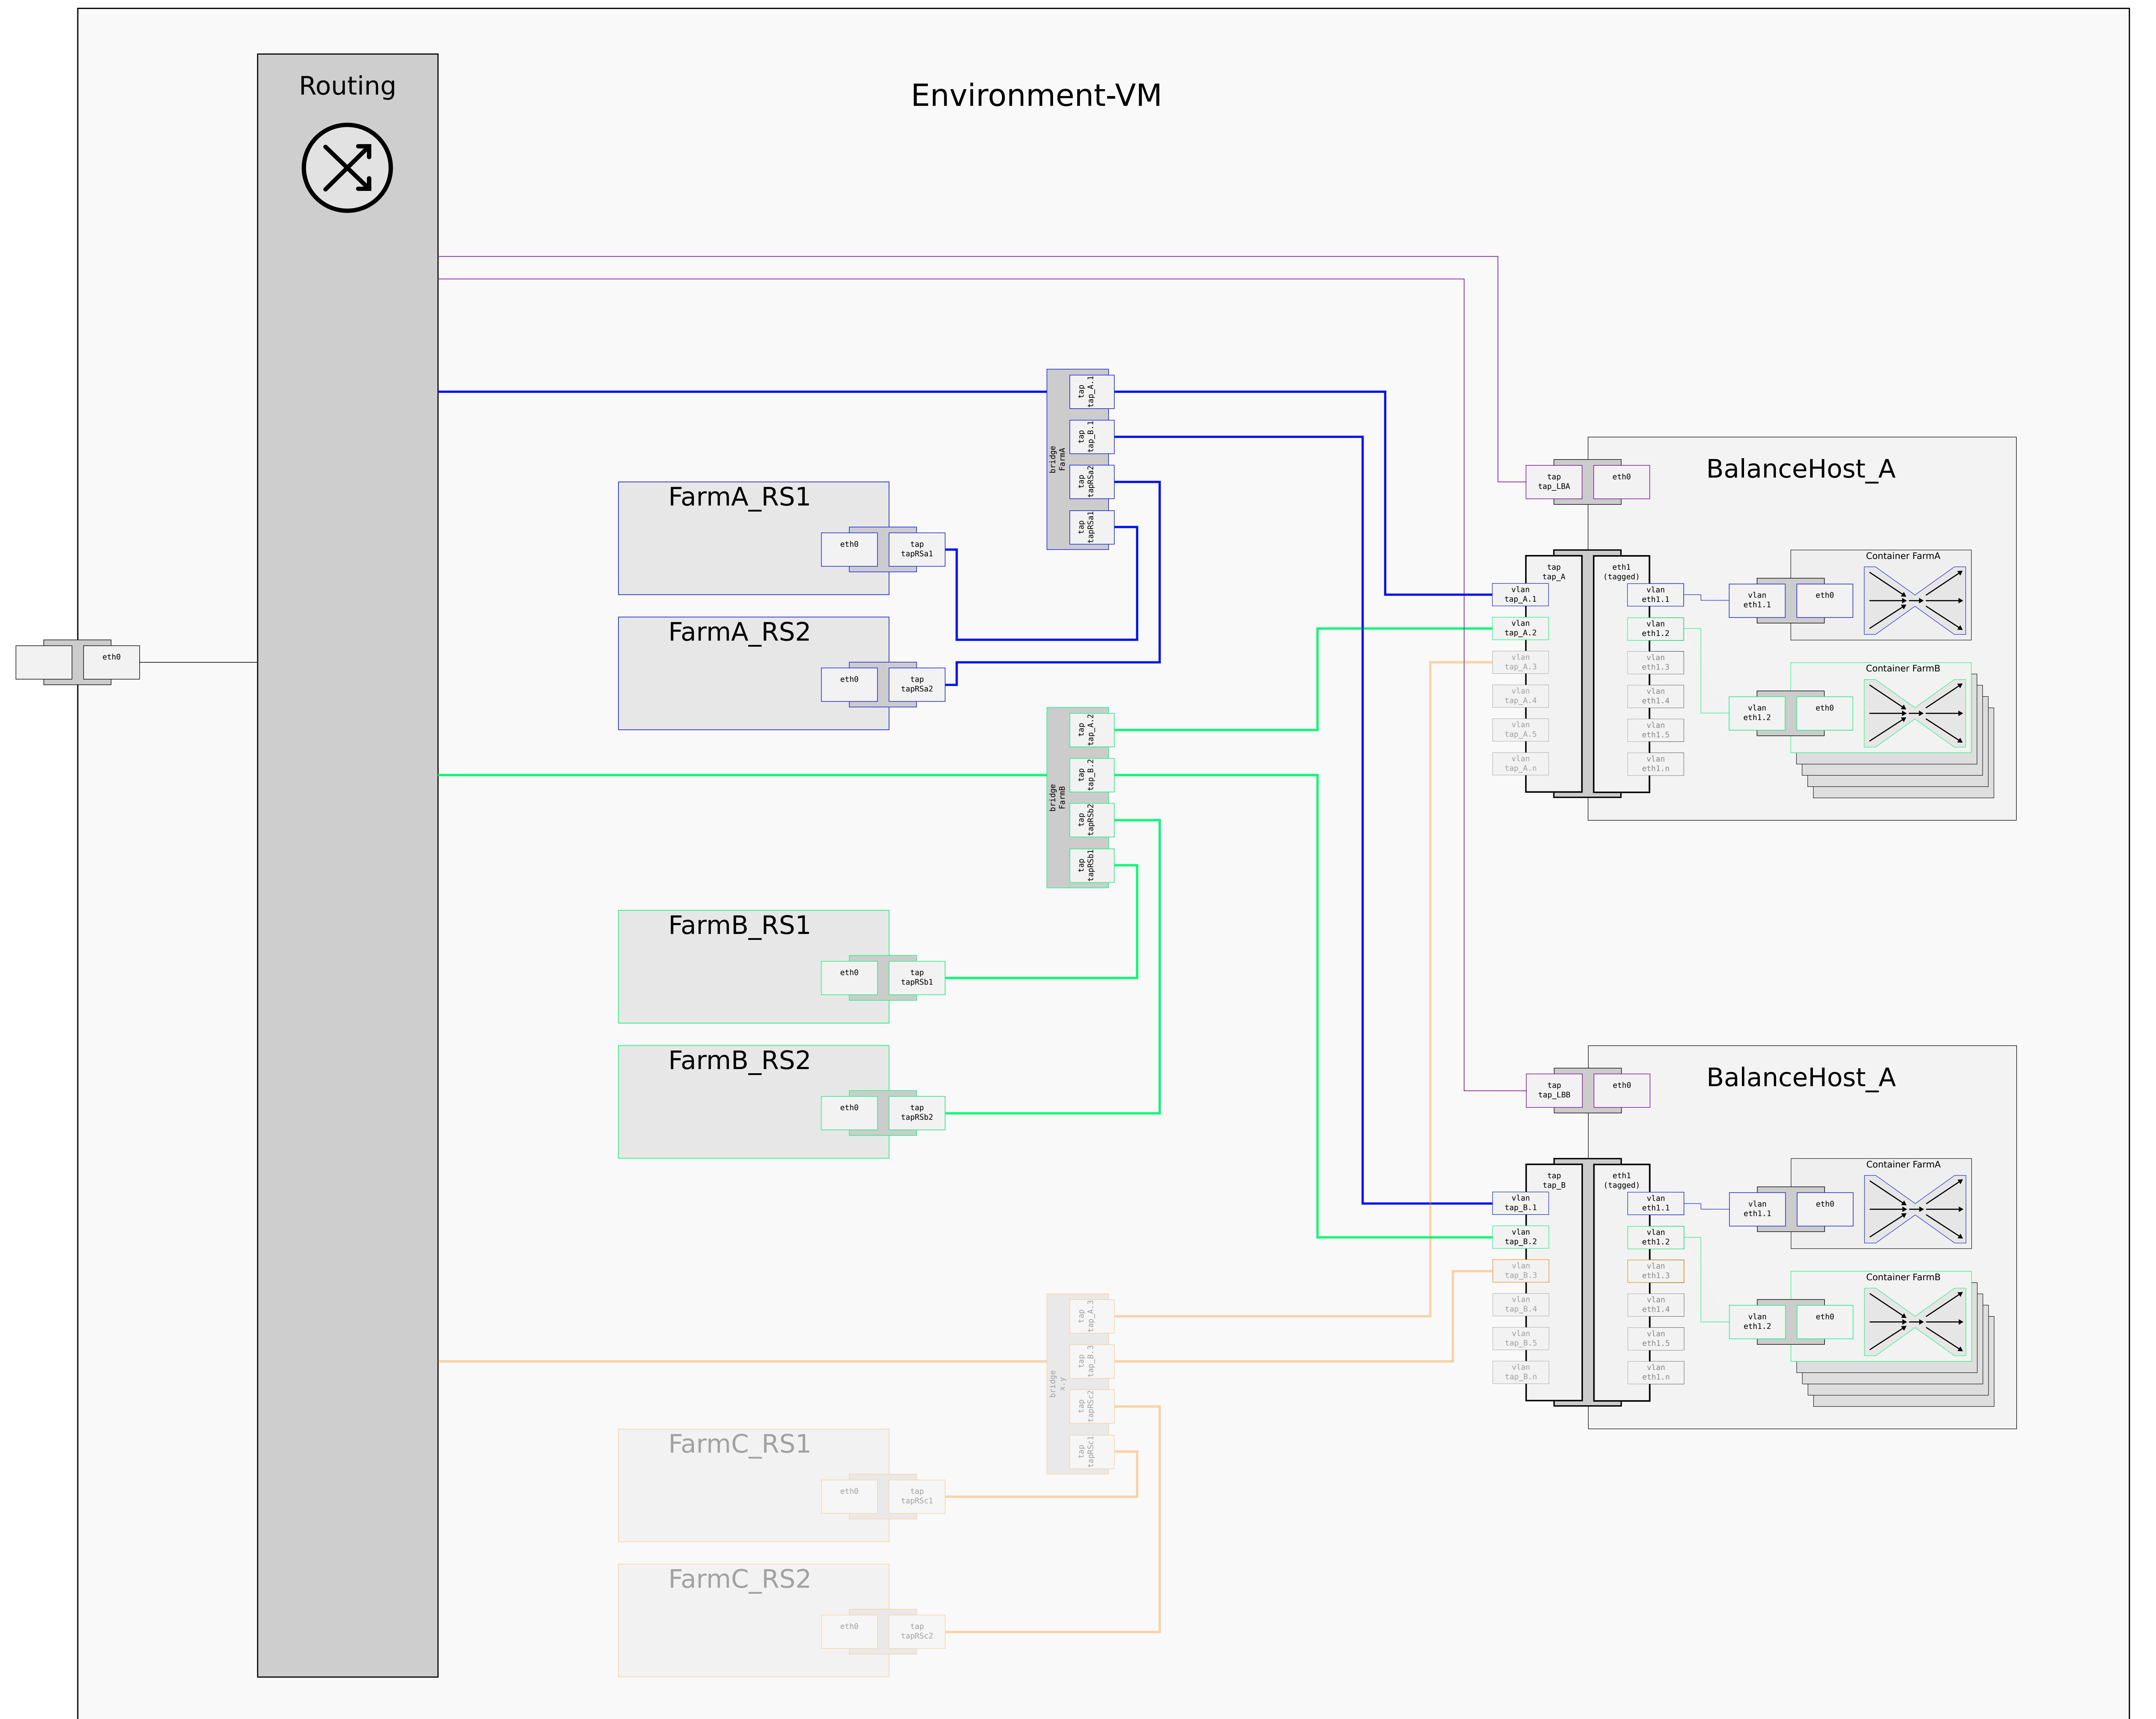 Routing
Environment-VM
eth0
bridge
FarmA
tap
tap_A.1
tap
tap_B.1
tap
tapRSa2
tap
tapRSa1
FarmA_RS1
eth0
tap
tapRSa1
FarmA_RS2
eth0
tap
tapRSa2
bridge
FarmB
tap
tap_A.2
tap
tap_B.2
tap
tapRSb2
tap
tapRSb1
FarmB_RS1
eth0
tap
tapRSb1
FarmB_RS2
eth0
tap
tapRSb2
bridge
x.y
tap
tap_A.3
tap
tap_B.3
tap
tapRSc2
tap
tapRSc1
FarmC_RS1
eth0
tap
tapRSc1
FarmC_RS2
eth0
tap
tapRSc2
BalanceHost_A
tap
tap_LBA
eth0
tap
tap_A
eth1
(tagged)
vlan
tap_A.1
vlan
tap_A.2
vlan
tap_A.3
vlan
tap_A.4
vlan
tap_A.5
vlan
tap_A.n
vlan
eth1.1
vlan
eth1.2
vlan
eth1.3
vlan
eth1.4
vlan
eth1.5
vlan
eth1.n
Container FarmA
vlan
eth1.1
eth0
Container FarmB
vlan
eth1.2
eth0
BalanceHost_A
tap
tap_LBB
eth0
tap
tap_B
eth1
(tagged)
vlan
tap_B.1
vlan
tap_B.2
vlan
tap_B.3
vlan
tap_B.4
vlan
tap_B.5
vlan
tap_B.n
vlan
eth1.1
vlan
eth1.2
vlan
eth1.3
vlan
eth1.4
vlan
eth1.5
vlan
eth1.n
Container FarmA
vlan
eth1.1
eth0
Container FarmB
vlan
eth1.2
eth0